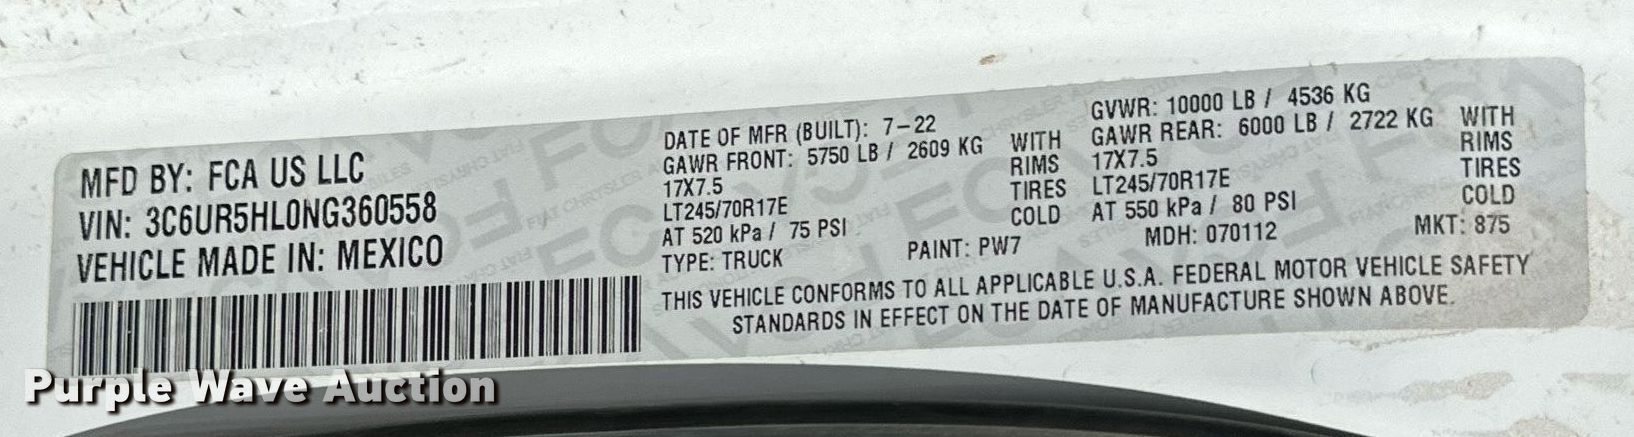 MFD BY: FCA US LLC
VIN: 3C6UR5HL0NG360558
VEHICLE MADE IN: MEXICO
DATE OF MFR (BUILT): 7-22
GAWR FRONT: 5750 LB / 2609 KG WITH
17X7.5 RIMS
LT245/70R17E TIRES
AT 520 kPa / 75 PSI COLD
TYPE: TRUCK PAINT: PW7
GVWR: 10000 LB / 4536 KG
GAWR REAR: 6000 LB / 2722 KG WITH
17X7.5 RIMS
LT245/70R17E TIRES
AT 550 kPa / 80 PSI COLD
MDH: 070112 MKT: 875
THIS VEHICLE CONFORMS TO ALL APPLICABLE U.S.A. FEDERAL MOTOR VEHICLE SAFETY
STANDARDS IN EFFECT ON THE DATE OF MANUFACTURE SHOWN ABOVE.
Purple Wave Auction